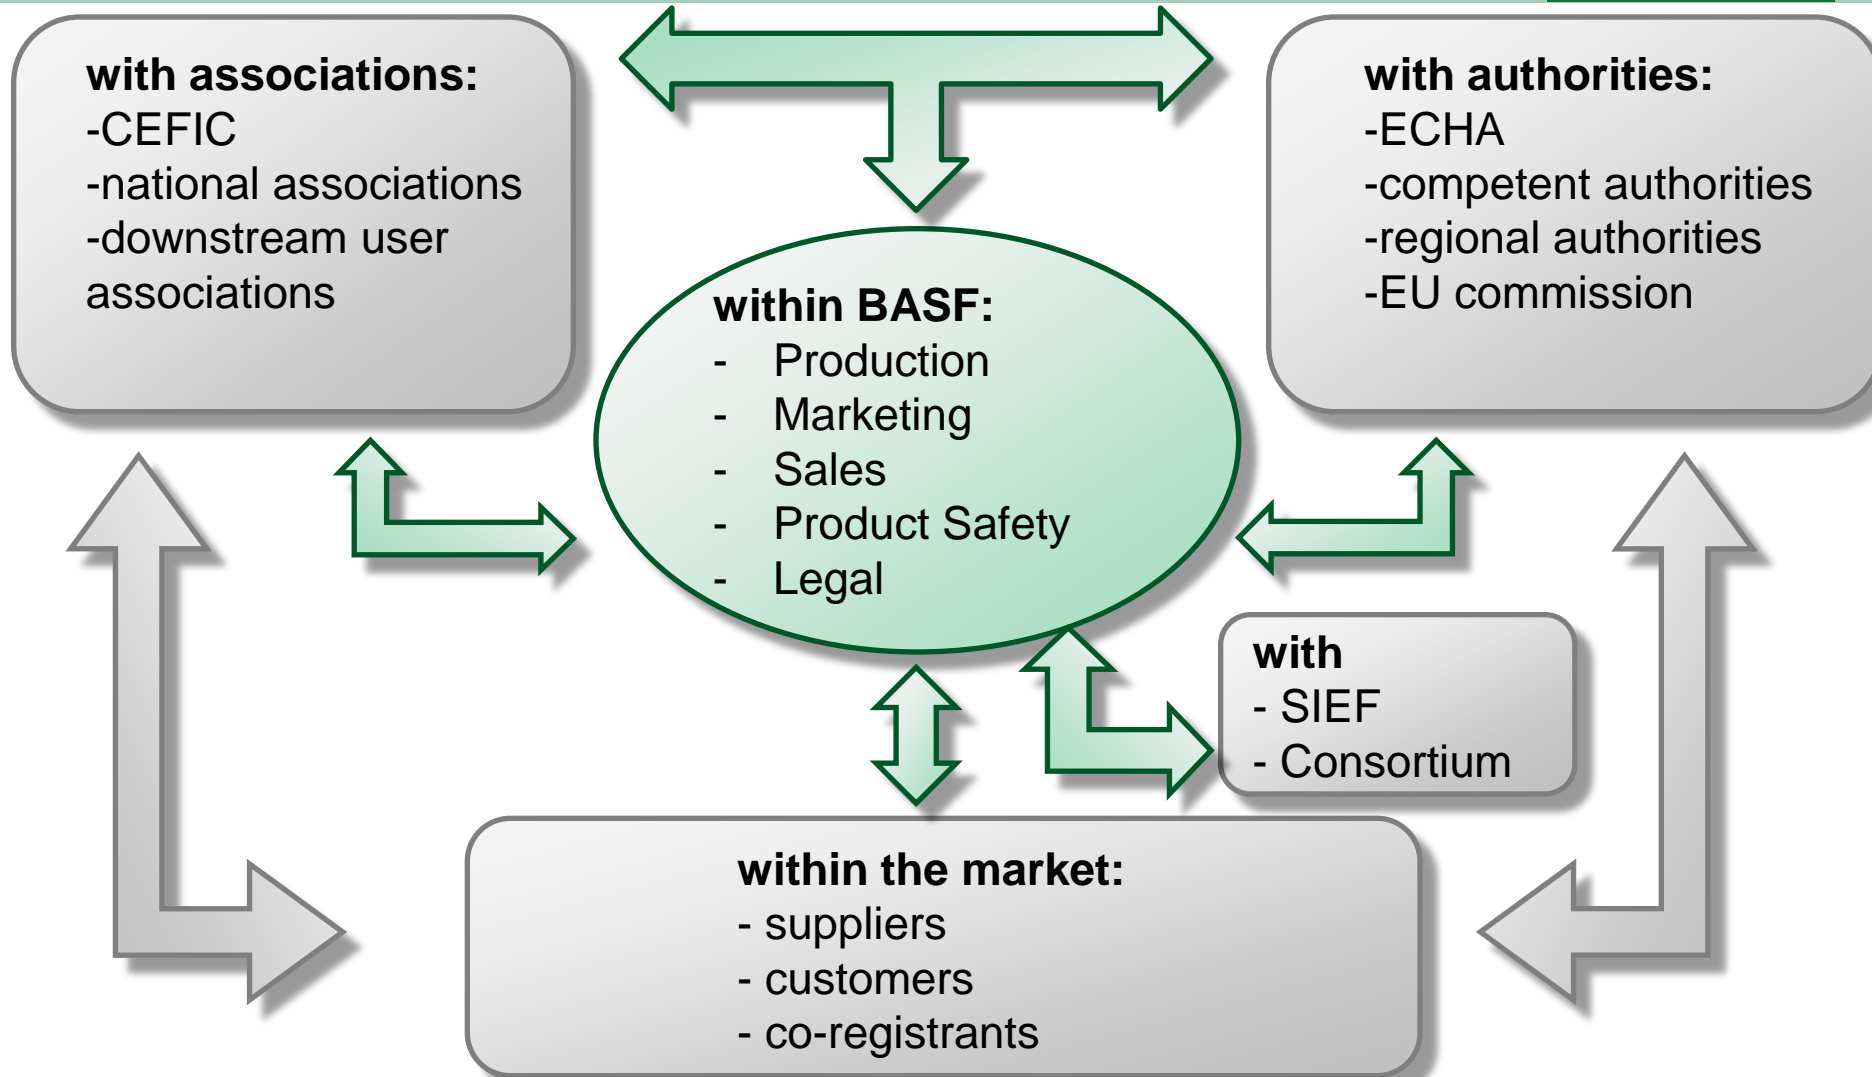 with associations:
-CEFIC
-national associations
-downstream user
associations
with authorities:
-ECHA
-competent authorities
-regional authorities
-EU commission
within BASF:
- Production
- Marketing
- Sales
- Product Safety
- Legal
with
- SIEF
- Consortium
within the market:
- suppliers
- customers
- co-registrants